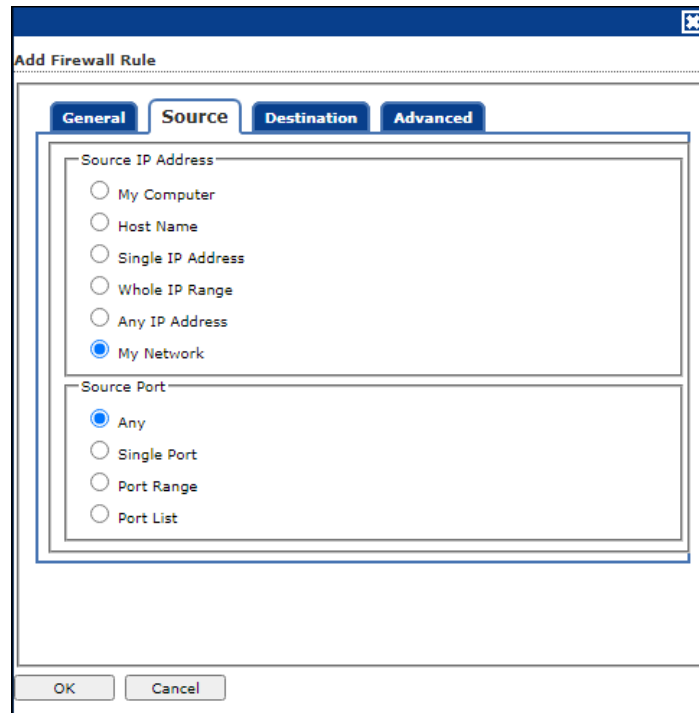 Add Firewall Rule
General Source Destination Advanced
Source IP Address
My Computer
Host Name
Single IP Address
Whole IP Range
Any IP Address
My Network
Source Port
Any
Single Port
Port Range
Port List
OK Cancel